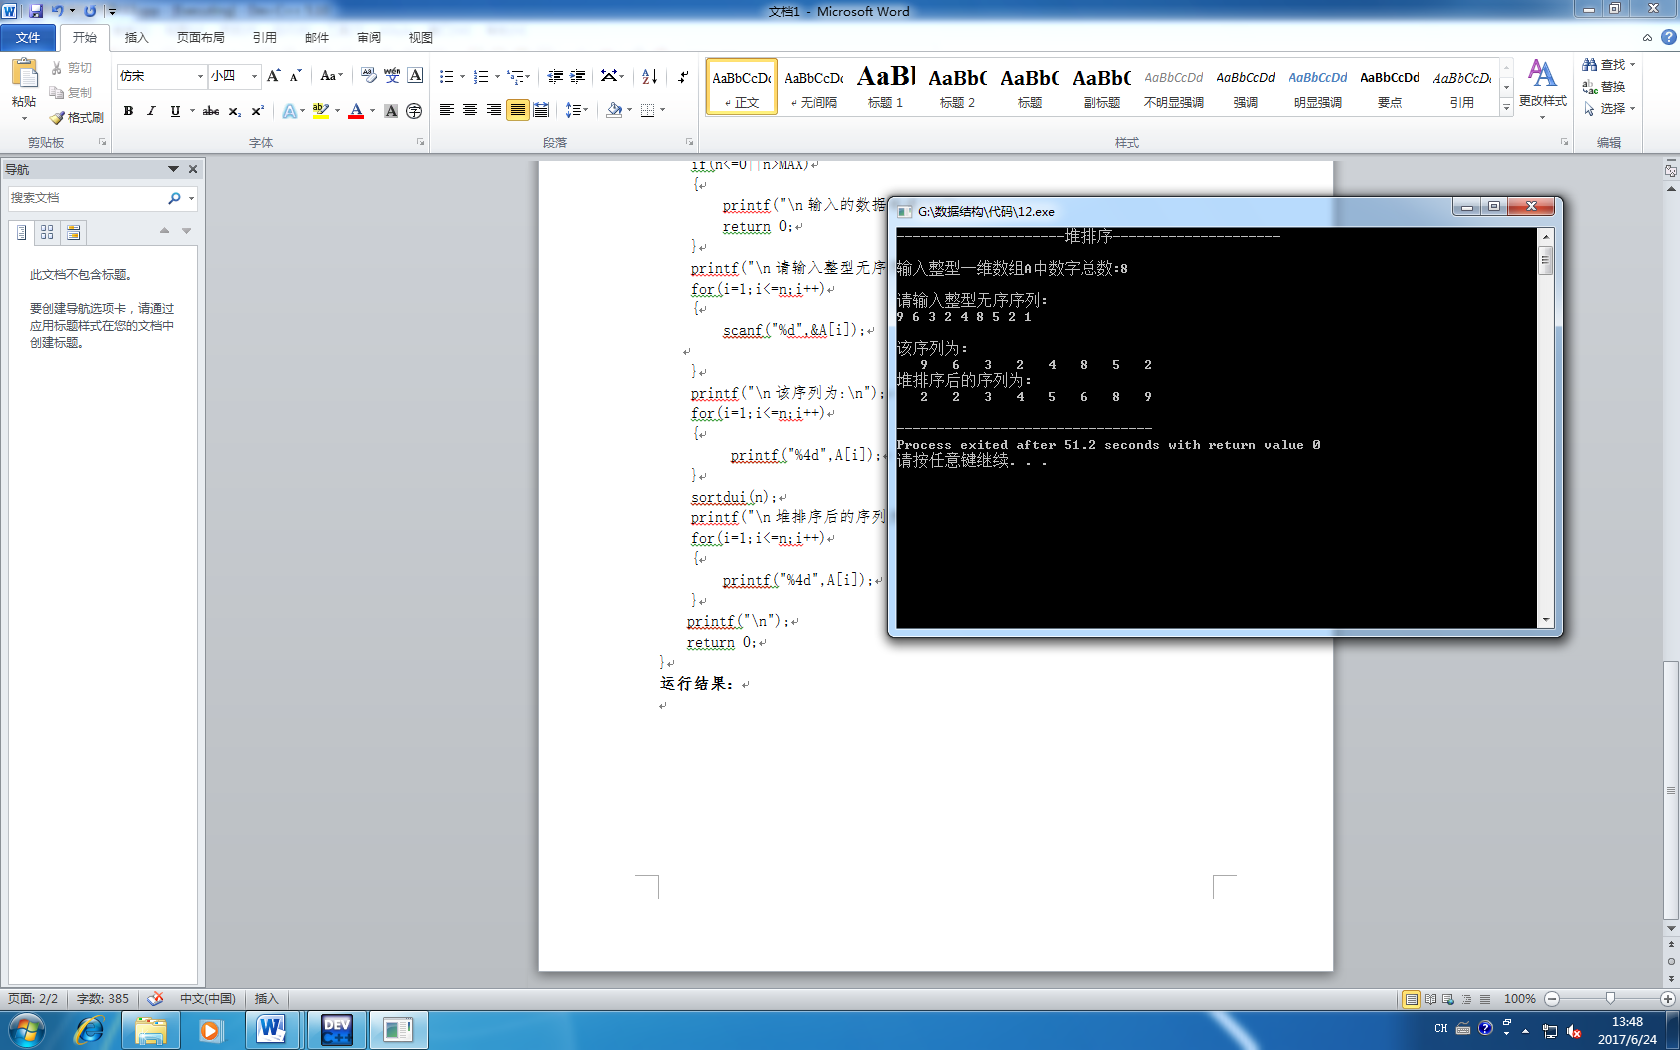 文档1 - Microsoft Word
文件 开始 插入 页面布局 引用 邮件 审阅 视图
粘贴 剪切 复制 格式刷
仿宋 小四
AaBbCcDc AaBbCcDc AaBl AaBbC AaBbC AaBbC AaBbCcDd AaBbCcDd AaBbCcDd AaBbCcDd AaBbCcDc
正文 无间隔 标题 1 标题 2 标题 副标题 不明显强调 强调 明显强调 要点 引用
更改样式
查找
替换
选择
剪贴板 字体 段落 样式 编辑
导航
搜索文档
此文档不包含标题。
要创建导航选项卡，请通过
应用标题样式在您的文档中
创建标题。
if(n<=0||n>MAX)
{
printf("\n 输入的数据
return 0;
}
printf("\n 请输入整型无序
for(i=1;i<=n;i++)
{
scanf("%d",&A[i]);
}
printf("\n 该序列为:\n");
for(i=1;i<=n;i++)
{
printf("%4d",A[i]);
}
sortdui(n);
printf("\n 堆排序后的序列
for(i=1;i<=n;i++)
{
printf("%4d",A[i]);
}
printf("\n");
return 0;
}
运行结果：
G:\数据结构\代码\12.exe
---------------------堆排序---------------------
输入整型一维数组A中数字总数:8
请输入整型无序序列：
9 6 3 2 4 8 5 2 1
该序列为：
9 6 3 2 4 8 5 2
堆排序后的序列为：
2 2 3 4 5 6 8 9
--------------------------------
Process exited after 51.2 seconds with return value 0
请按任意键继续. . .
页面: 2/2 字数: 385 中文(中国) 插入 100%
DEV C++
CH 13:48
2017/6/24